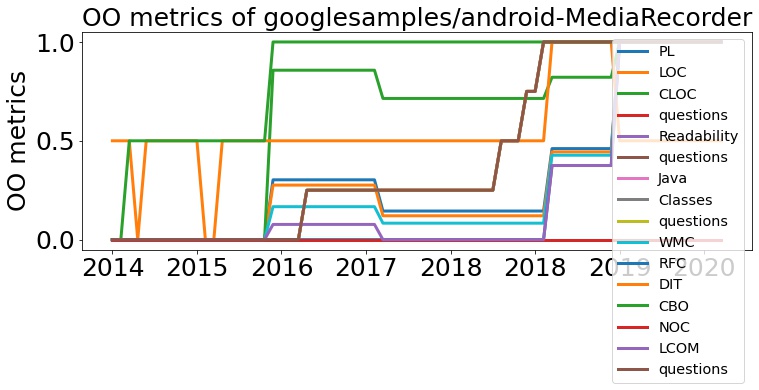 OO metrics of googlesamples/android-MediaRecorder
OO metrics
1.0
0.5
0.0
2014 2015 2016 2017 2018 2018 2019 2020
PL
LOC
CLOC
questions
Readability
questions
Java
Classes
questions
WMC
RFC
DIT
CBO
NOC
LCOM
questions